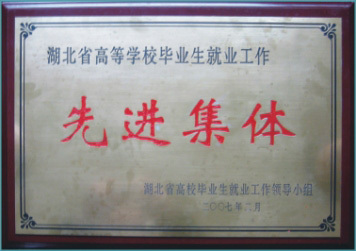 湖北省高等学校毕业生就业工作
先进集体
湖北省高校毕业生就业工作领导小组
二〇〇七年二月